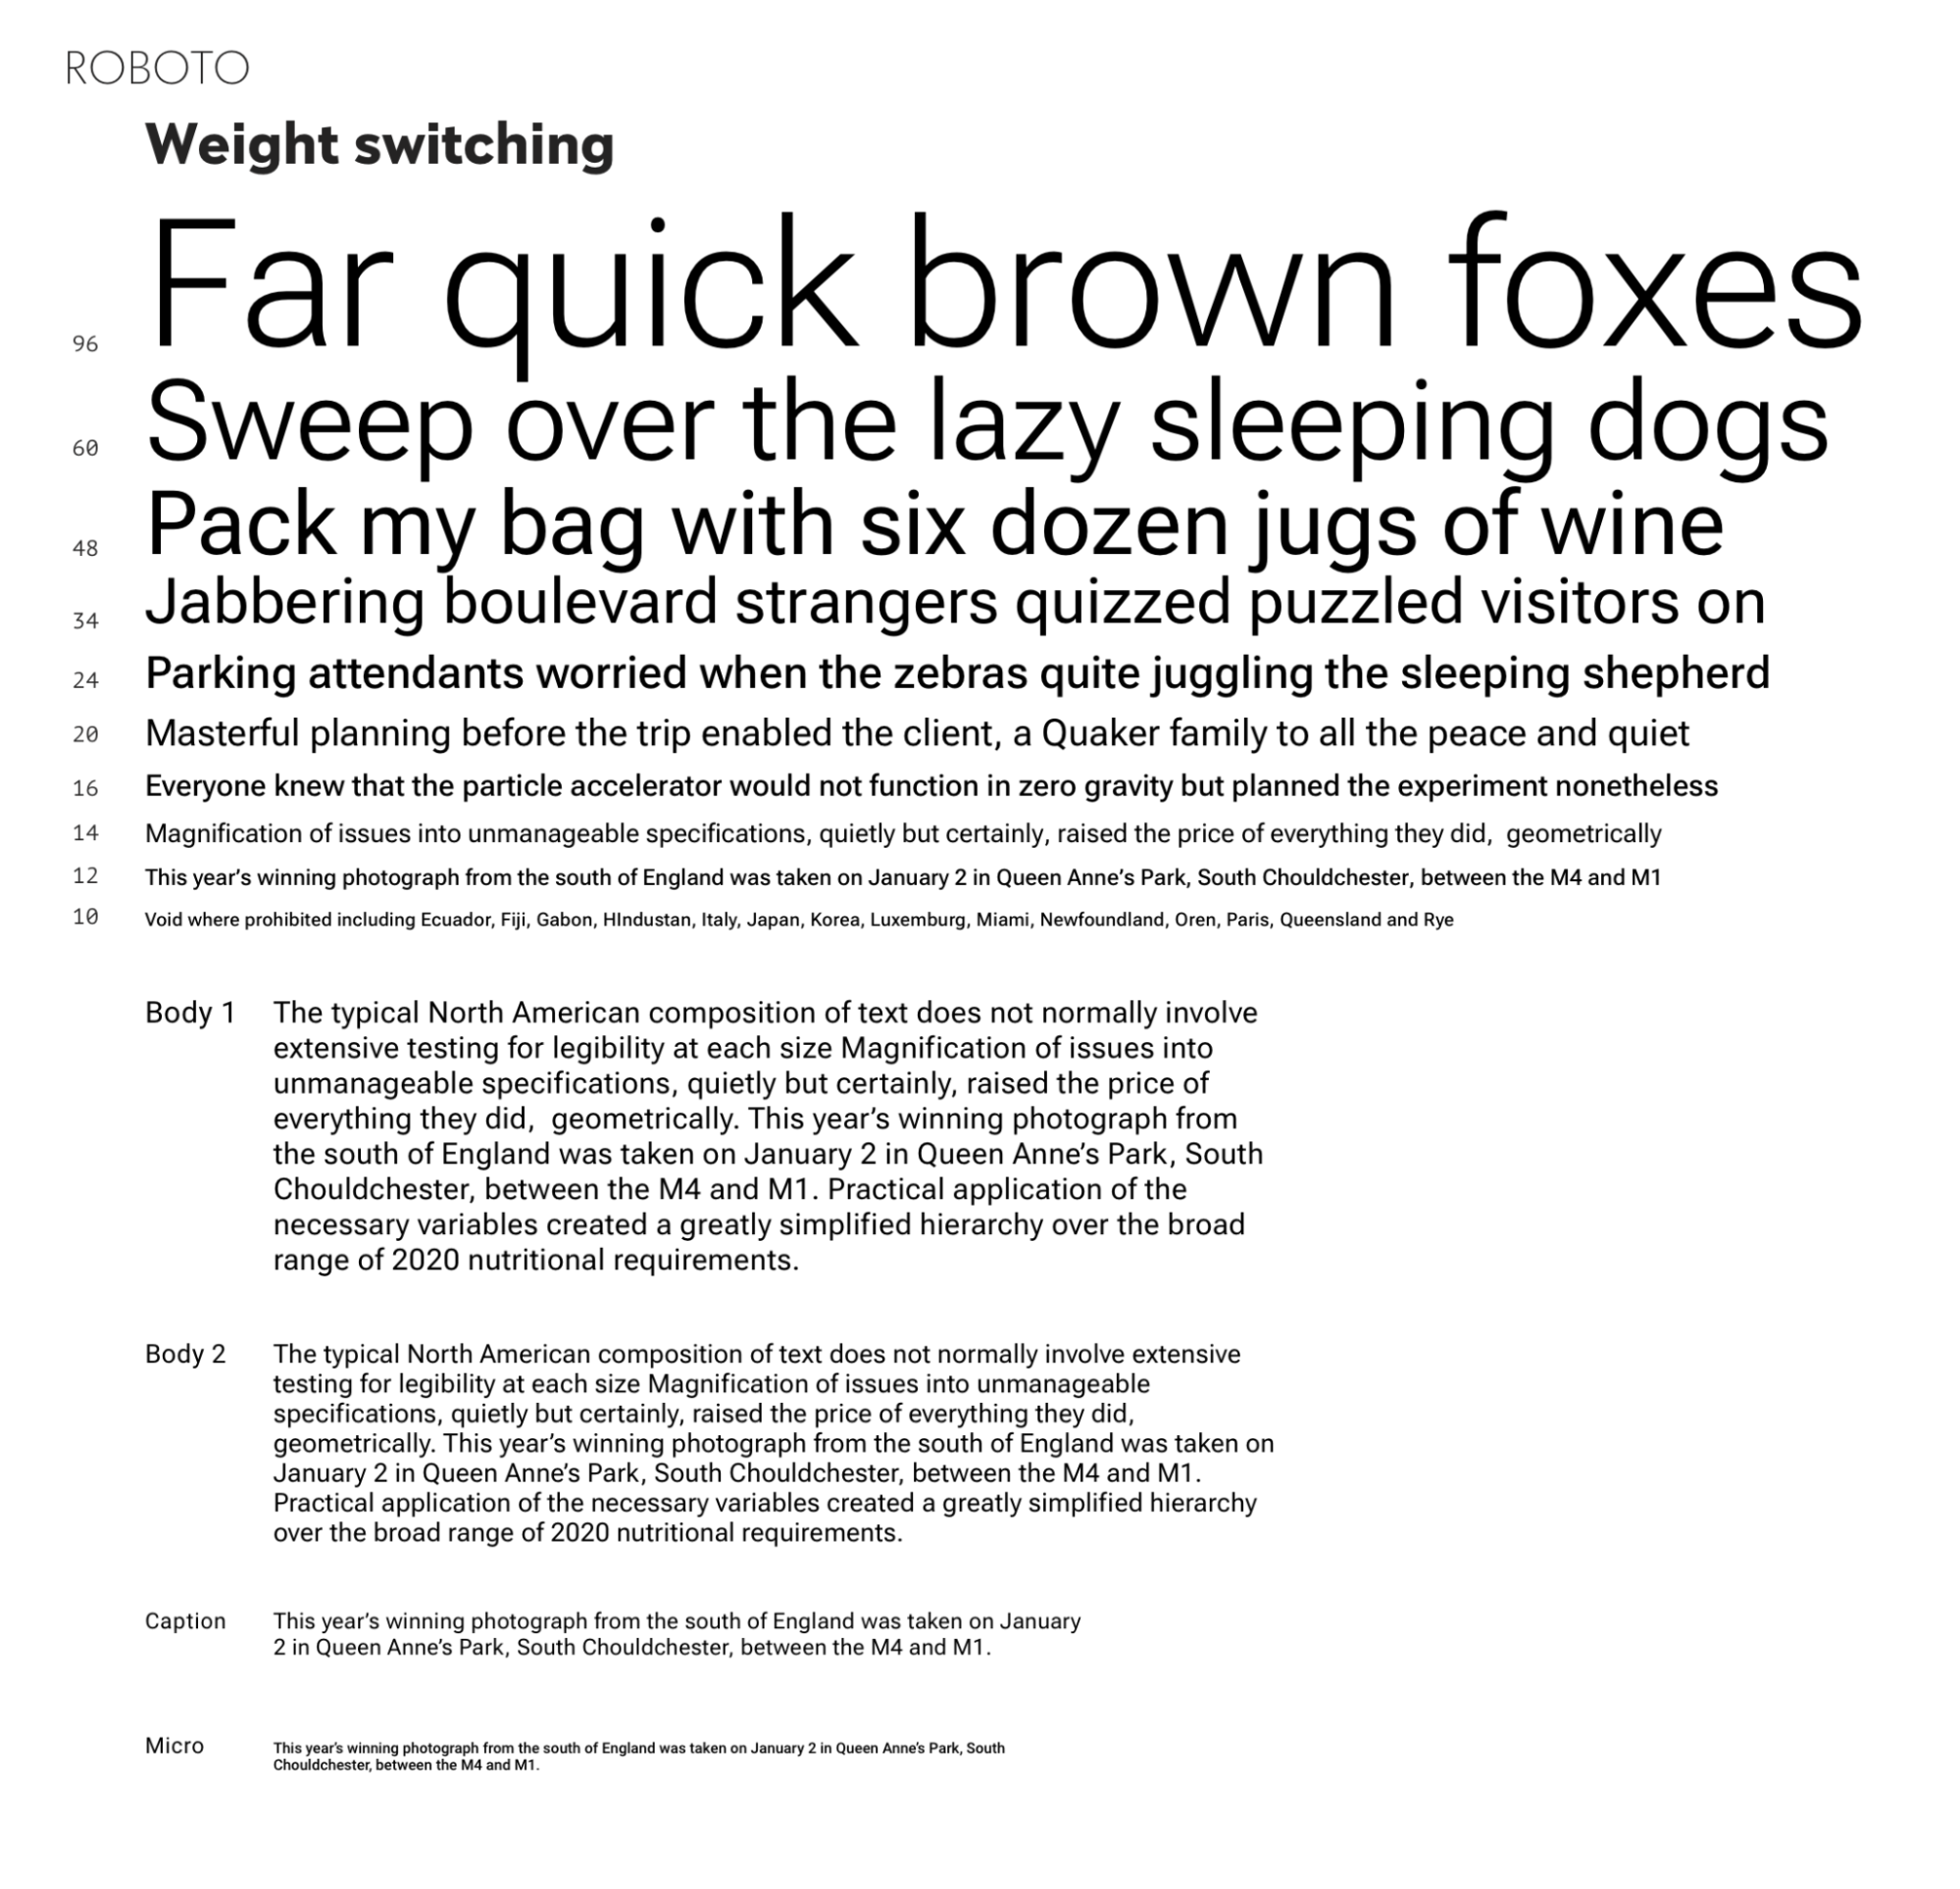 ROBOTO
Weight switching
96 Far quick brown foxes
60 Sweep over the lazy sleeping dogs
48 Pack my bag with six dozen jugs of wine
34 Jabbering boulevard strangers quizzed puzzled visitors on
24 Parking attendants worried when the zebras quite juggling the sleeping shepherd
20 Masterful planning before the trip enabled the client, a Quaker family to all the peace and quiet
16 Everyone knew that the particle accelerator would not function in zero gravity but planned the experiment nonetheless
14 Magnification of issues into unmanageable specifications, quietly but certainly, raised the price of everything they did,  geometrically
12 This year’s winning photograph from the south of England was taken on January 2 in Queen Anne’s Park, South Chouldchester, between the M4 and M1
10 Void where prohibited including Ecuador, Fiji, Gabon, HIndustan, Italy, Japan, Korea, Luxemburg, Miami, Newfoundland, Oren, Paris, Queensland and Rye
Body 1 The typical North American composition of text does not normally involve
extensive testing for legibility at each size Magnification of issues into
unmanageable specifications, quietly but certainly, raised the price of
everything they did,  geometrically. This year’s winning photograph from
the south of England was taken on January 2 in Queen Anne’s Park, South
Chouldchester, between the M4 and M1. Practical application of the
necessary variables created a greatly simplified hierarchy over the broad
range of 2020 nutritional requirements.
Body 2 The typical North American composition of text does not normally involve extensive
testing for legibility at each size Magnification of issues into unmanageable
specifications, quietly but certainly, raised the price of everything they did,
geometrically. This year’s winning photograph from the south of England was taken on
January 2 in Queen Anne’s Park, South Chouldchester, between the M4 and M1.
Practical application of the necessary variables created a greatly simplified hierarchy
over the broad range of 2020 nutritional requirements.
Caption This year’s winning photograph from the south of England was taken on January
2 in Queen Anne’s Park, South Chouldchester, between the M4 and M1.
Micro This year’s winning photograph from the south of England was taken on January 2 in Queen Anne’s Park, South
Chouldchester, between the M4 and M1.